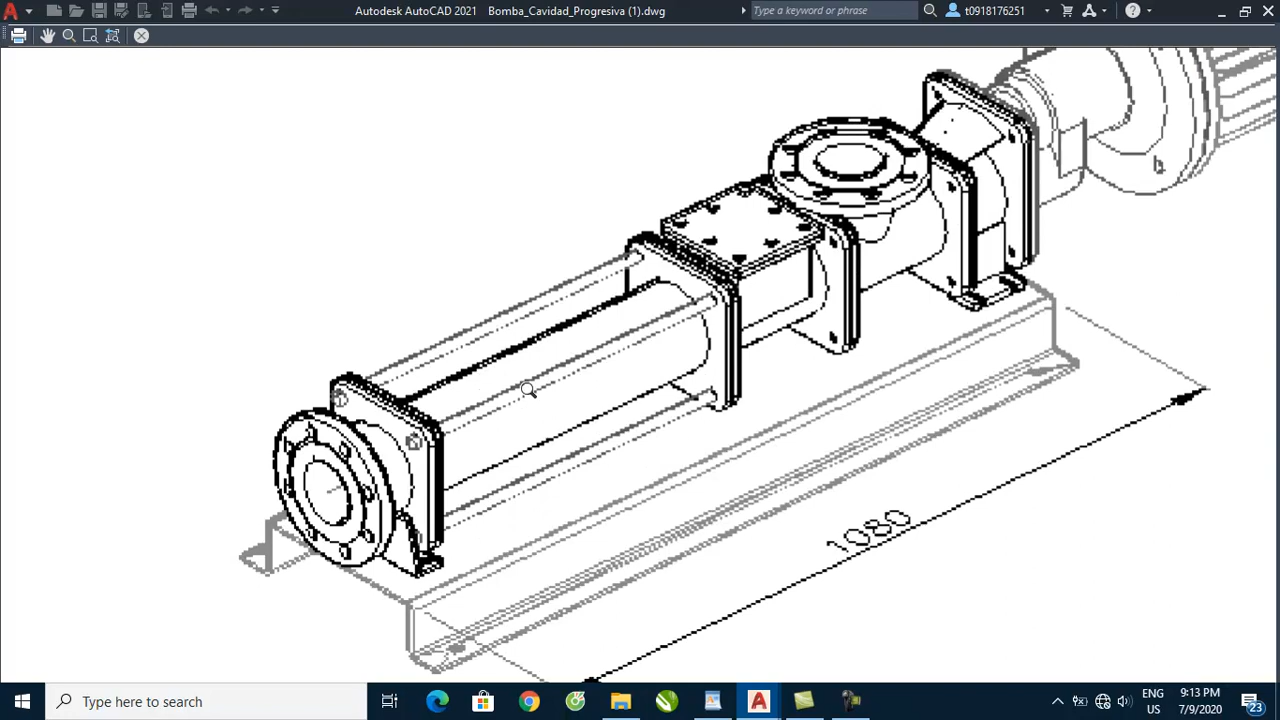 Autodesk AutoCAD 2021 Bomba_Cavidad_Progresiva (1).dwg
Type a keyword or phrase
t0918176251
1080
Type here to search
ENG
US
9:13 PM
7/9/2020
23